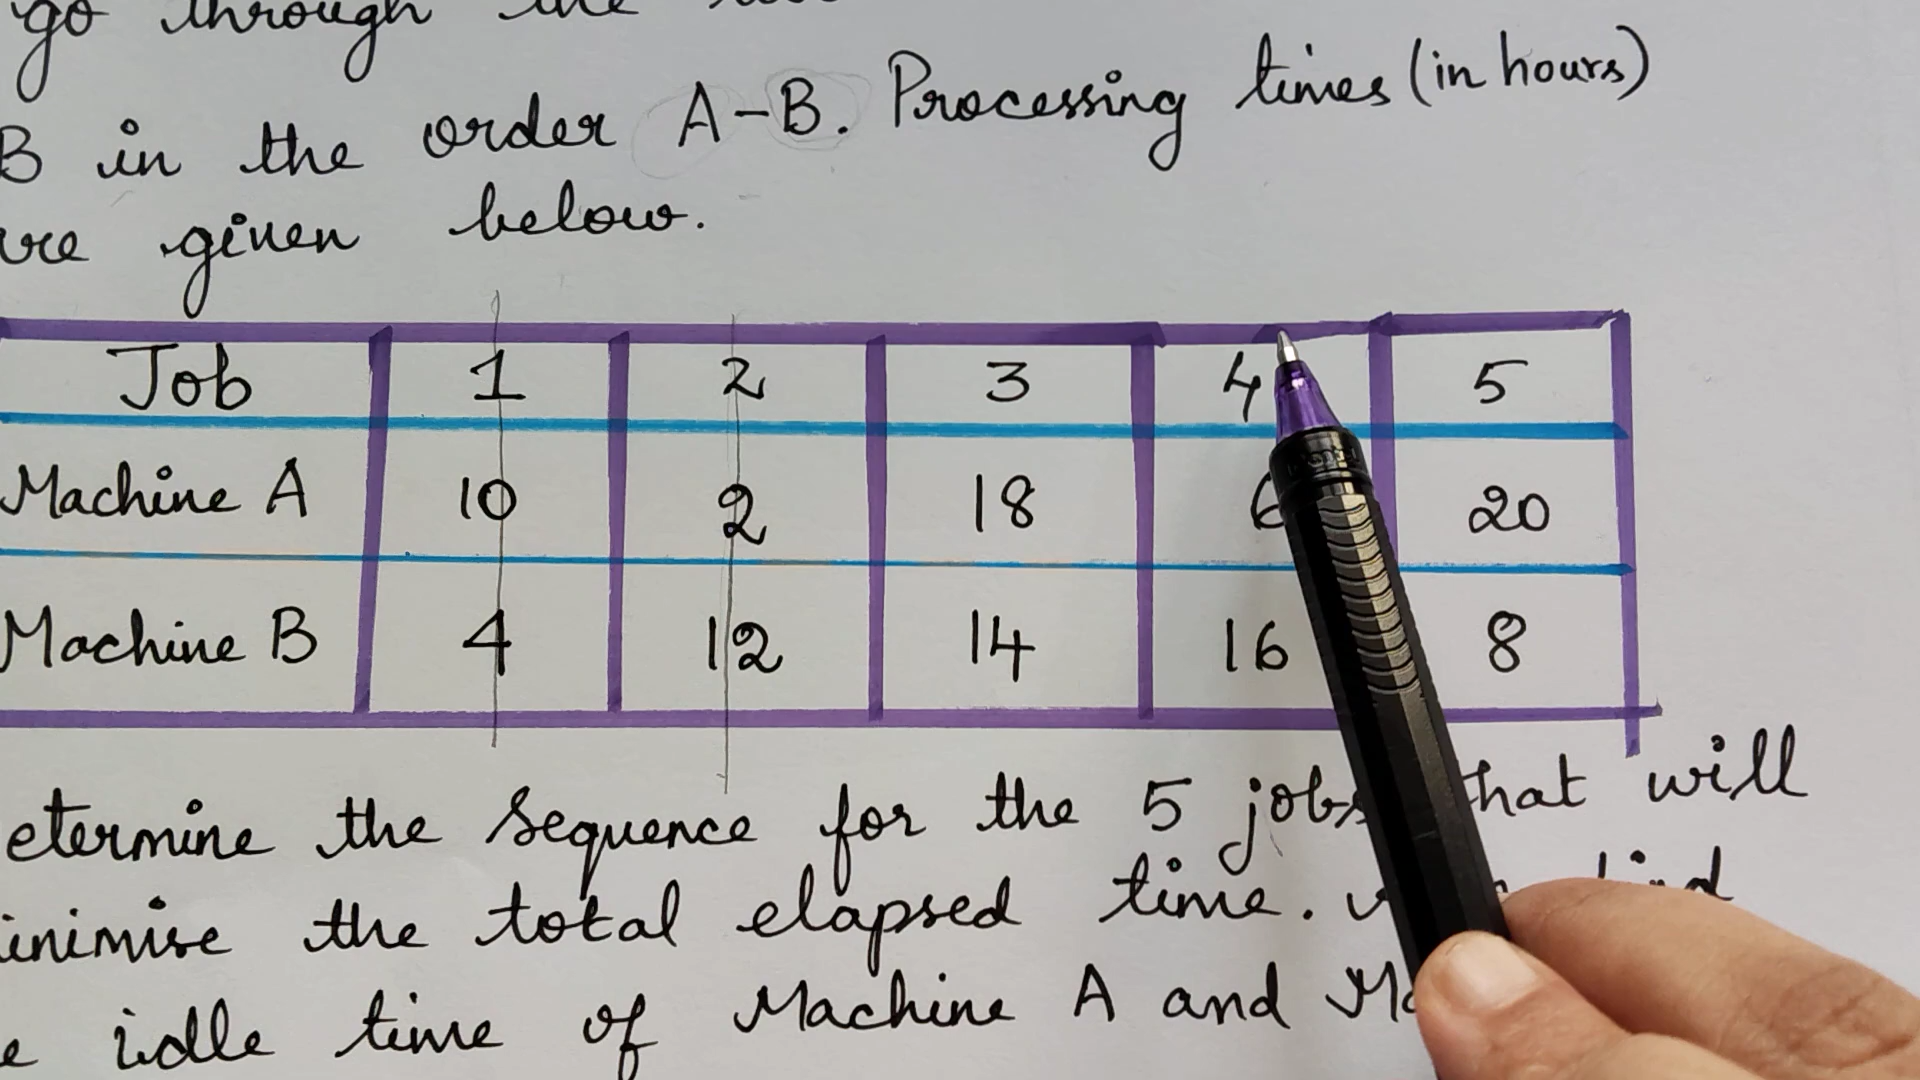 go through the
B in the order A-B. Processing times (in hours)
given below.
Job 1 2 3 4 5
Machine A 10 2 18 6 20
Machine B 4 12 14 16 8
etermine the sequence for the 5 jobs that will
inimise the total elapsed time.
idle time of Machine A and